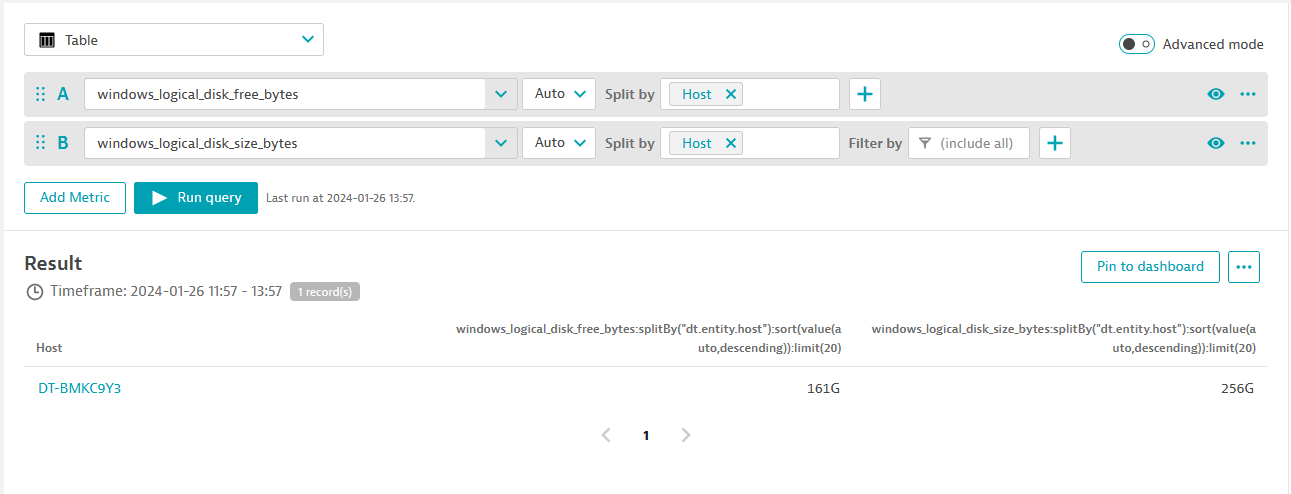 Table
Advanced mode
A windows_logical_disk_free_bytes Auto Split by Host
B windows_logical_disk_size_bytes Auto Split by Host Filter by (include all)
Add Metric Run query Last run at 2024-01-26 13:57.
Result
Pin to dashboard
Timeframe: 2024-01-26 11:57 - 13:57 1 record(s)
Host
windows_logical_disk_free_bytes:splitBy("dt.entity.host"):sort(value(a
uto,descending)):limit(20)
windows_logical_disk_size_bytes:splitBy("dt.entity.host"):sort(value(a
uto,descending)):limit(20)
DT-BMKC9Y3 161G 256G
1